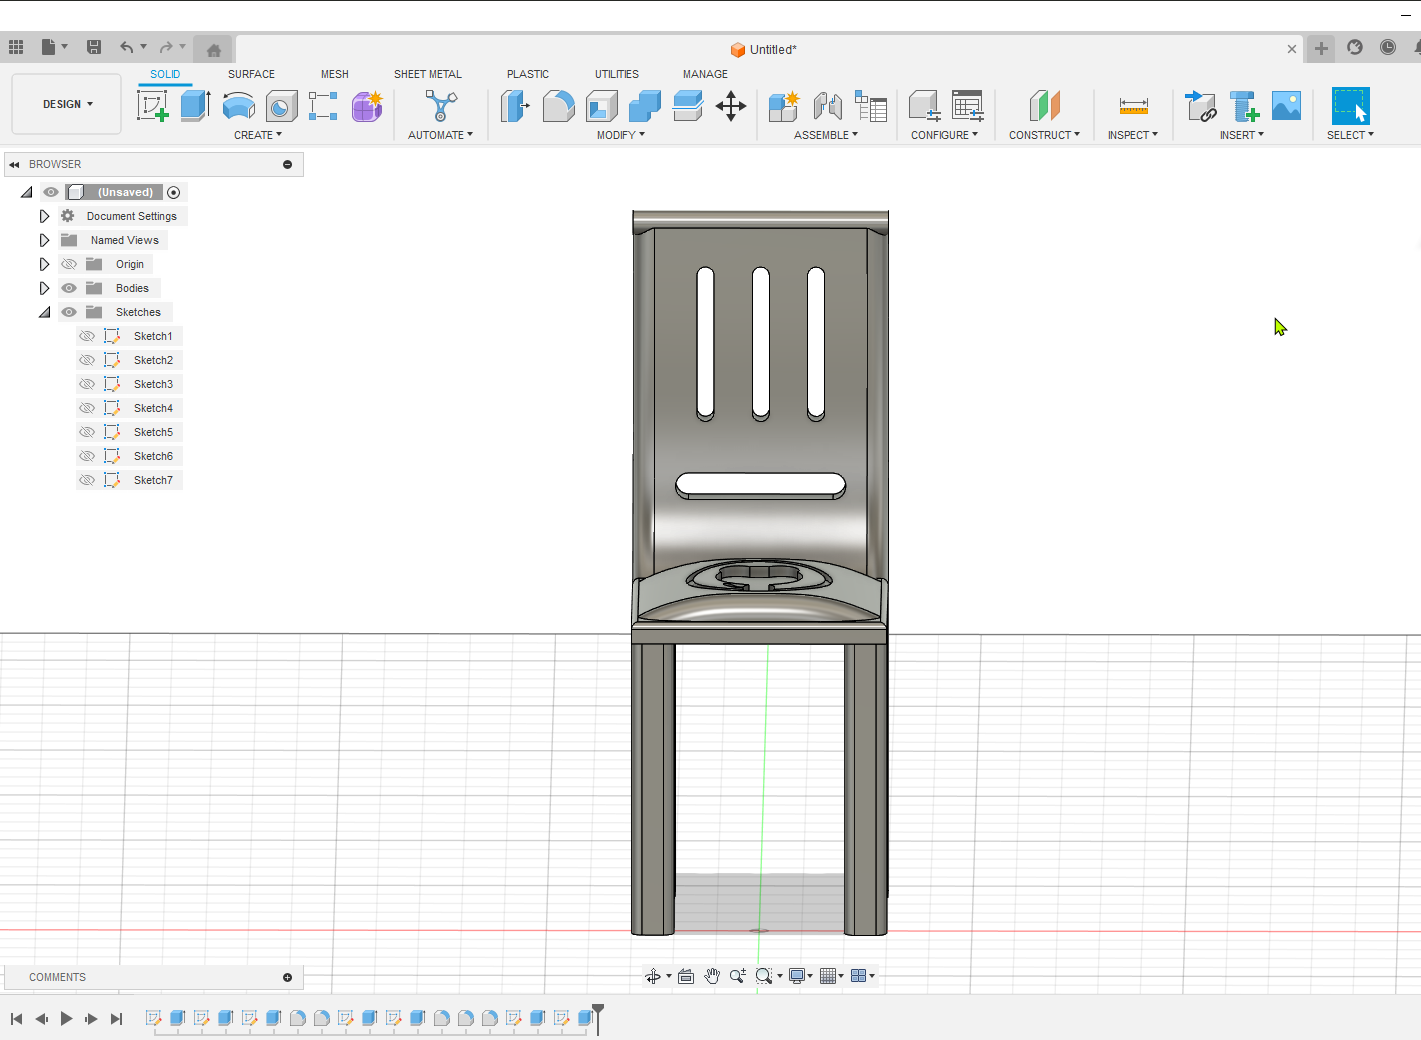 Untitled*
SOLID SURFACE MESH SHEET METAL PLASTIC UTILITIES MANAGE
DESIGN
CREATE AUTOMATE MODIFY ASSEMBLE CONFIGURE CONSTRUCT INSPECT INSERT SELECT
BROWSER
(Unsaved)
Document Settings
Named Views
Origin
Bodies
Sketches
Sketch1
Sketch2
Sketch3
Sketch4
Sketch5
Sketch6
Sketch7
COMMENTS